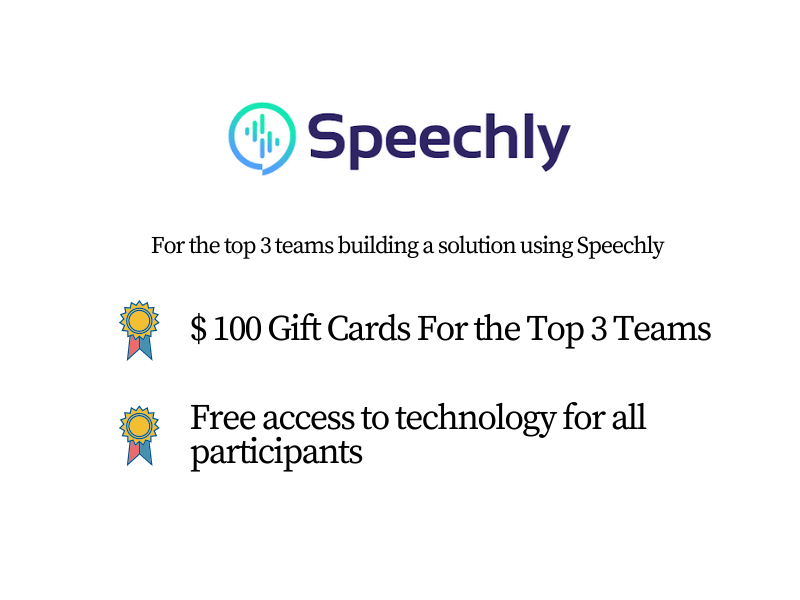 Speechly
For the top 3 teams building a solution using Speechly
$ 100 Gift Cards For the Top 3 Teams
Free access to technology for all
participants